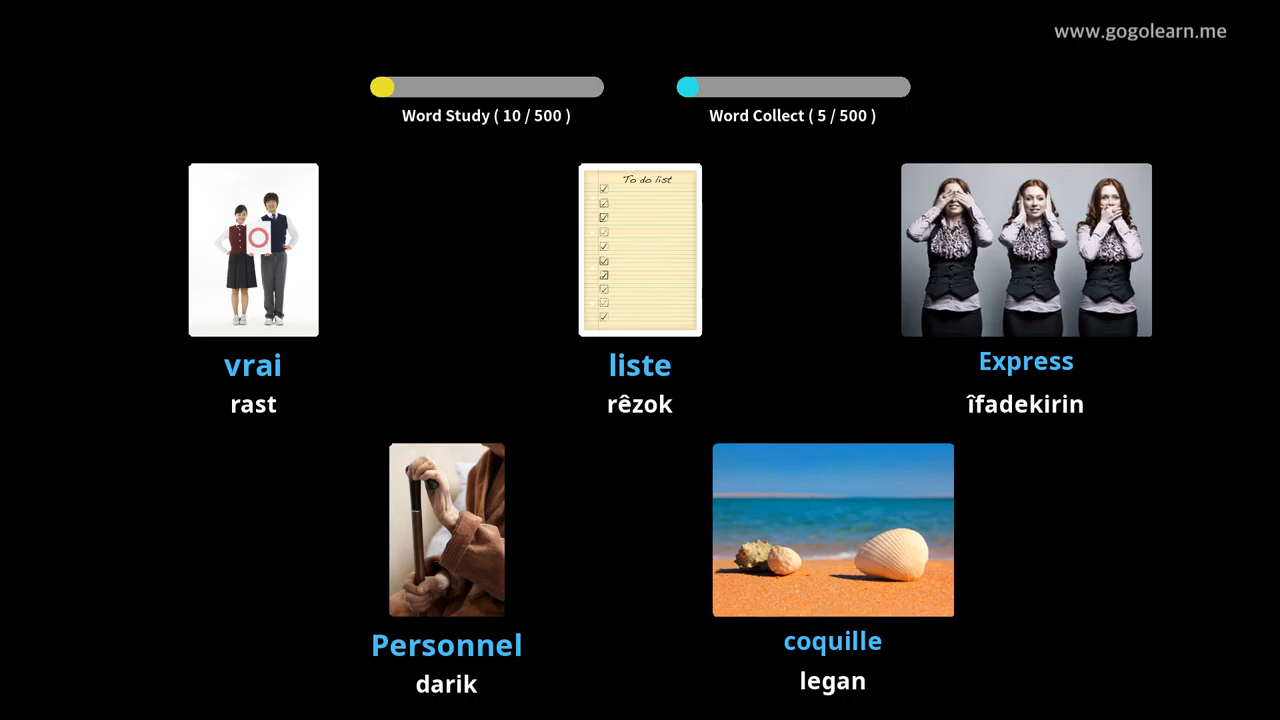 www.gogolearn.me
Word Study ( 10 / 500 )
Word Collect ( 5 / 500 )
To do list
vrai
liste
Express
rast
rêzok
îfadekirin
Personnel
coquille
darik
legan